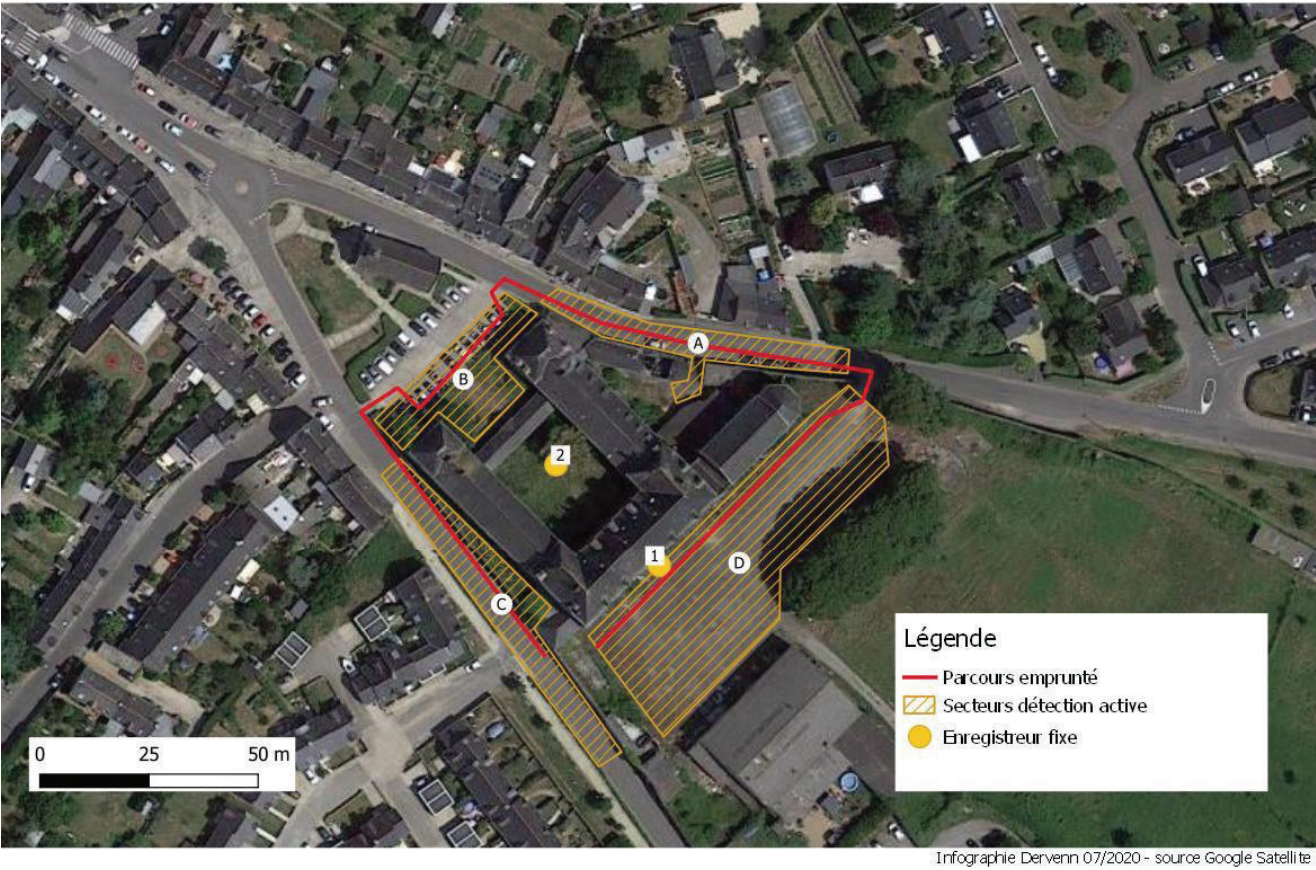 A
B
2
1
D
C
Légende
Parcours emprunté
Secteurs détection active
Enregistreur fixe
0 25 50 m
Infographie Dervenn 07/2020 - source Google Satellite